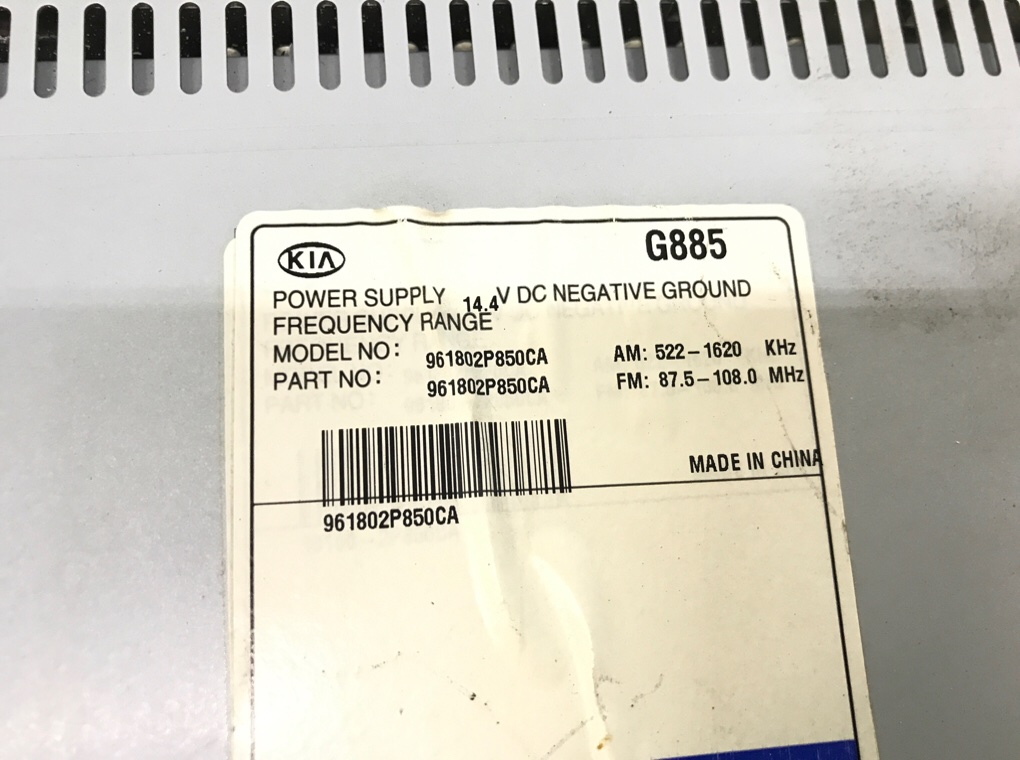 KIA G885
POWER SUPPLY 14.4V DC NEGATIVE GROUND
FREQUENCY RANGE
MODEL NO: 961802P850CA AM: 522-1620 KHz
PART NO: 961802P850CA FM: 87.5-108.0 MHz
MADE IN CHINA
961802P850CA